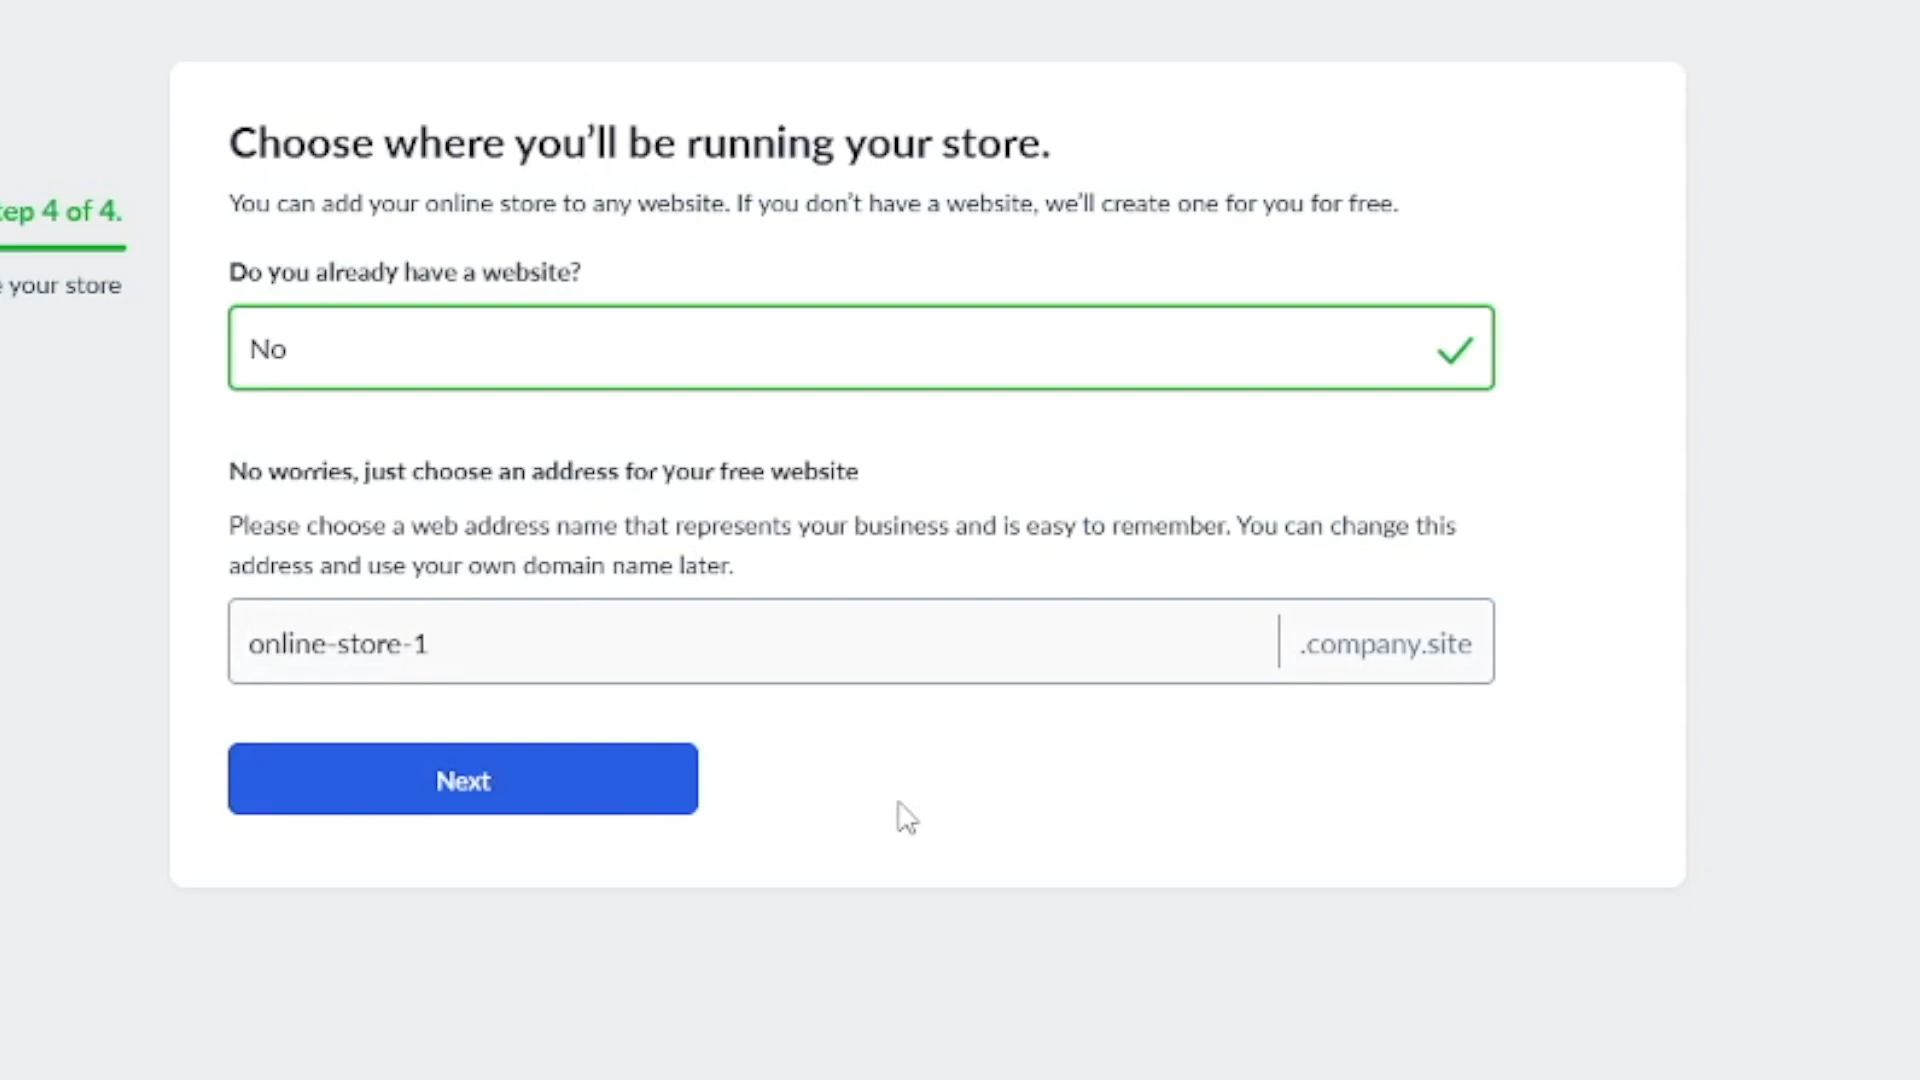 Choose where you’ll be running your store.
You can add your online store to any website. If you don’t have a website, we’ll create one for you for free.
tep 4 of 4.
your store
Do you already have a website?
No
No worries, just choose an address for your free website
Please choose a web address name that represents your business and is easy to remember. You can change this
address and use your own domain name later.
online-store-1 .company.site
Next